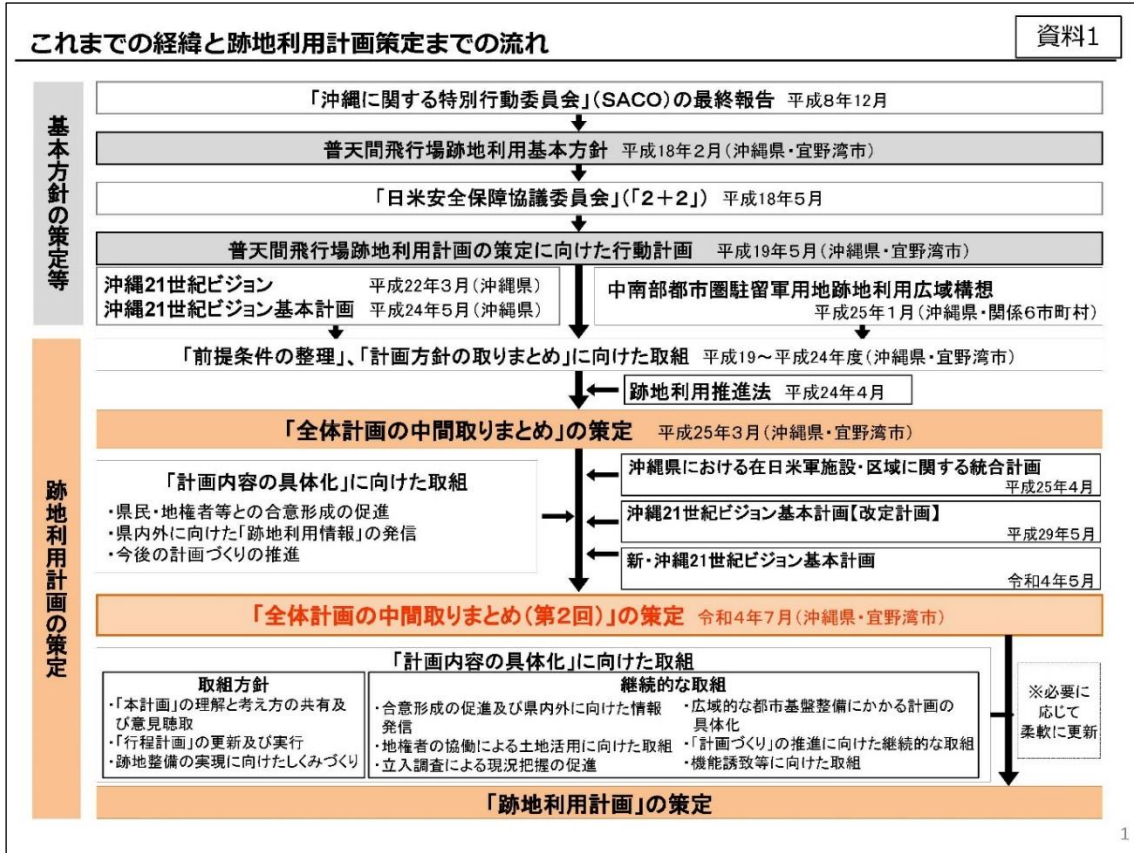 これまでの経緯と跡地利用計画策定までの流れ
資料1
基本方針の策定等
「沖縄に関する特別行動委員会」(SACO)の最終報告 平成8年12月
普天間飛行場跡地利用基本方針 平成18年2月(沖縄県・宜野湾市)
「日米安全保障協議委員会」(「2+2」) 平成18年5月
普天間飛行場跡地利用計画の策定に向けた行動計画 平成19年5月(沖縄県・宜野湾市)
沖縄21世紀ビジョン 平成22年3月(沖縄県)
沖縄21世紀ビジョン基本計画 平成24年5月(沖縄県)
中南部都市圏駐留軍用地跡地利用広域構想
平成25年1月(沖縄県・関係6市町村)
跡地利用計画の策定
「前提条件の整理」、「計画方針の取りまとめ」に向けた取組 平成19~平成24年度(沖縄県・宜野湾市)
跡地利用推進法 平成24年4月
「全体計画の中間取りまとめ」の策定 平成25年3月(沖縄県・宜野湾市)
「計画内容の具体化」に向けた取組
・県民・地権者等との合意形成の促進
・県内外に向けた「跡地利用情報」の発信
・今後の計画づくりの推進
沖縄県における在日米軍施設・区域に関する統合計画
平成25年4月
沖縄21世紀ビジョン基本計画【改定計画】
平成29年5月
新・沖縄21世紀ビジョン基本計画
令和4年5月
「全体計画の中間取りまとめ(第2回)」の策定 令和4年7月(沖縄県・宜野湾市)
「計画内容の具体化」に向けた取組
取組方針
・「本計画」の理解と考え方の共有及
び意見聴取
・「行程計画」の更新及び実行
・跡地整備の実現に向けたしくみづくり
継続的な取組
・合意形成の促進及び県内外に向けた情報
発信
・地権者の協働による土地活用に向けた取組
・立入調査による現況把握の促進
・広域的な都市基盤整備にかかる計画の
具体化
・「計画づくり」の推進に向けた継続的な取組
・機能誘致等に向けた取組
※必要に
応じて
柔軟に更新
「跡地利用計画」の策定
1